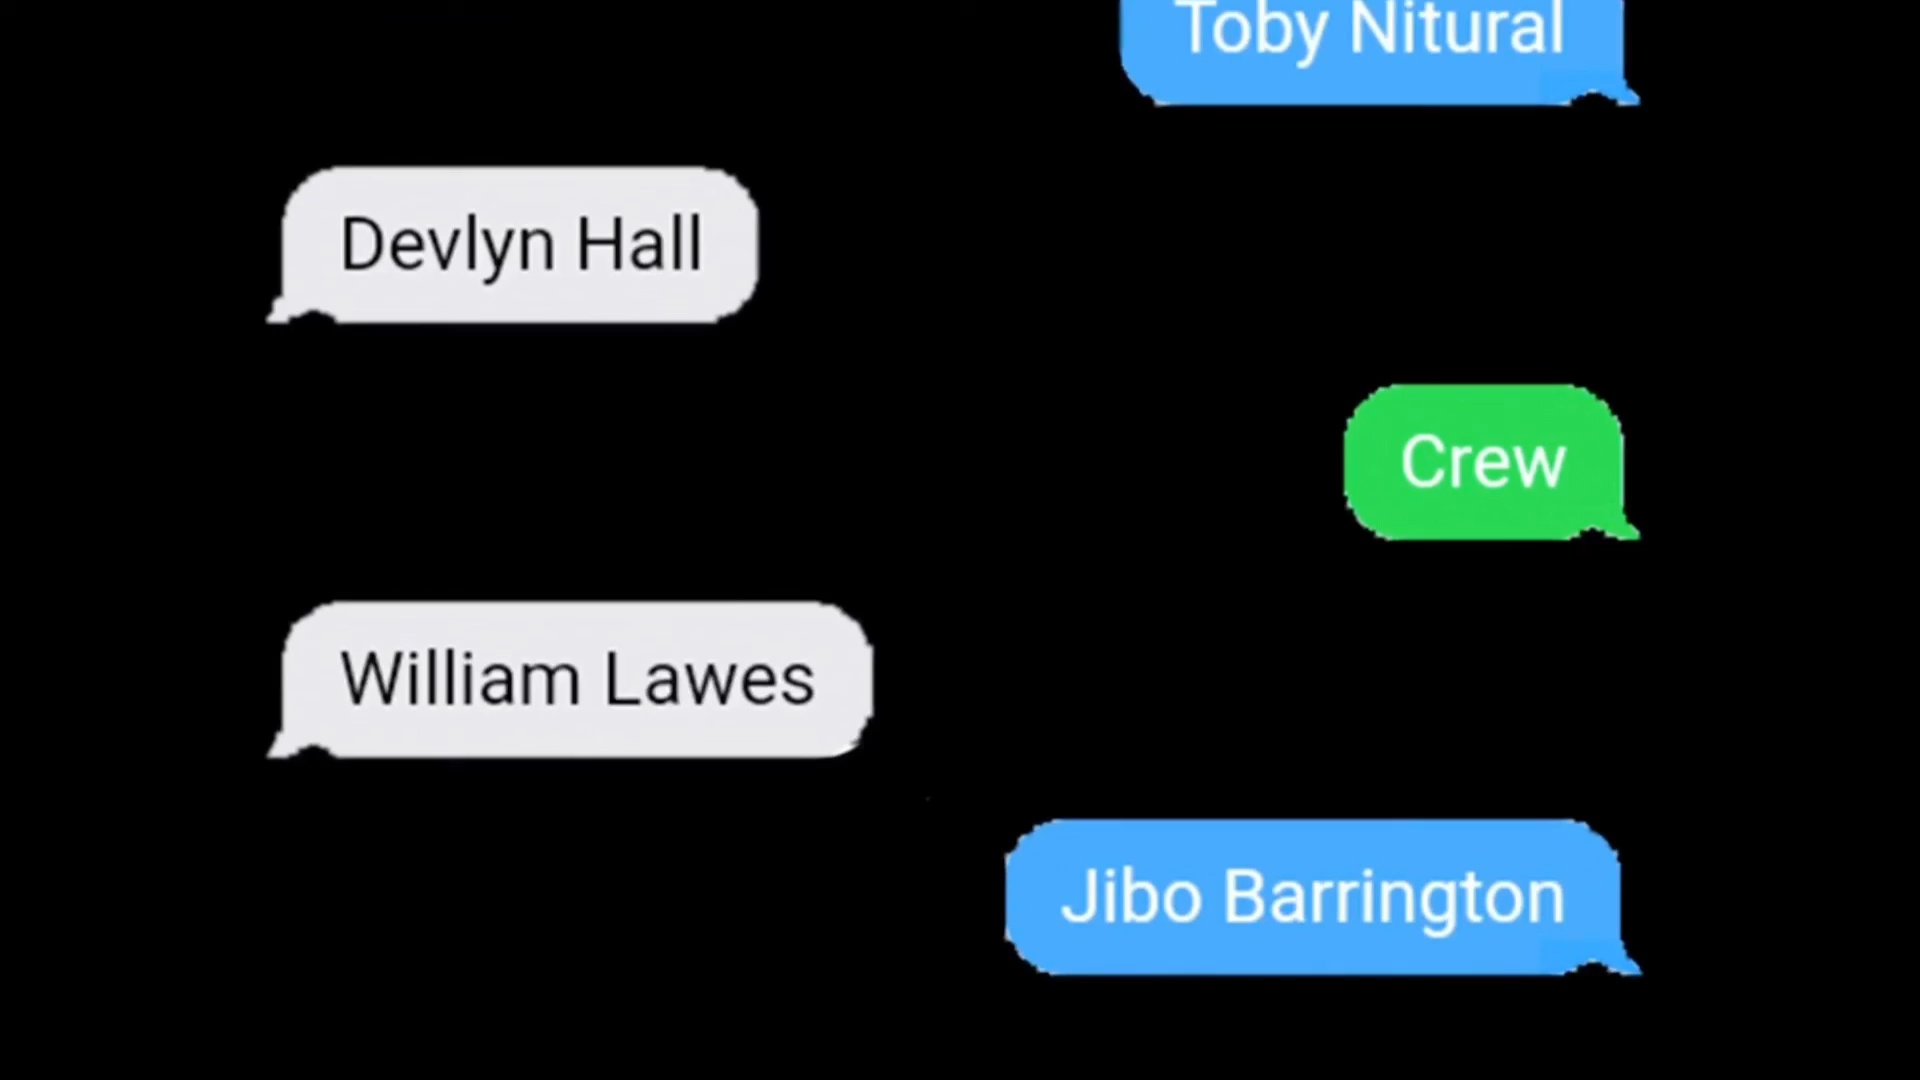 Toby Nitural
Devlyn Hall
Crew
William Lawes
Jibo Barrington